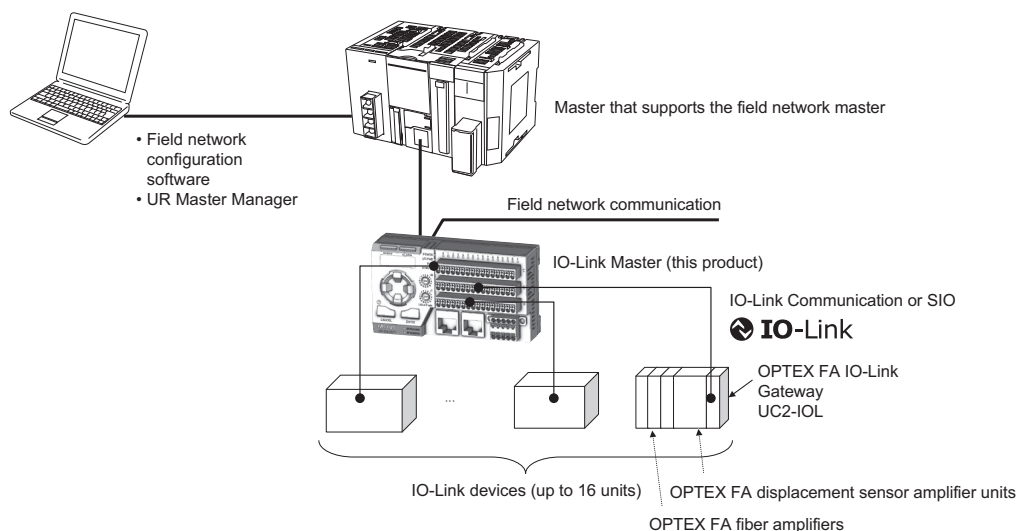 Master that supports the field network master
• Field network
configuration
software
• UR Master Manager
Field network communication
IO-Link Master (this product)
IO-Link Communication or SIO
IO-Link
OPTEX FA IO-Link
Gateway
UC2-IOL
...
IO-Link devices (up to 16 units)
OPTEX FA displacement sensor amplifier units
OPTEX FA fiber amplifiers